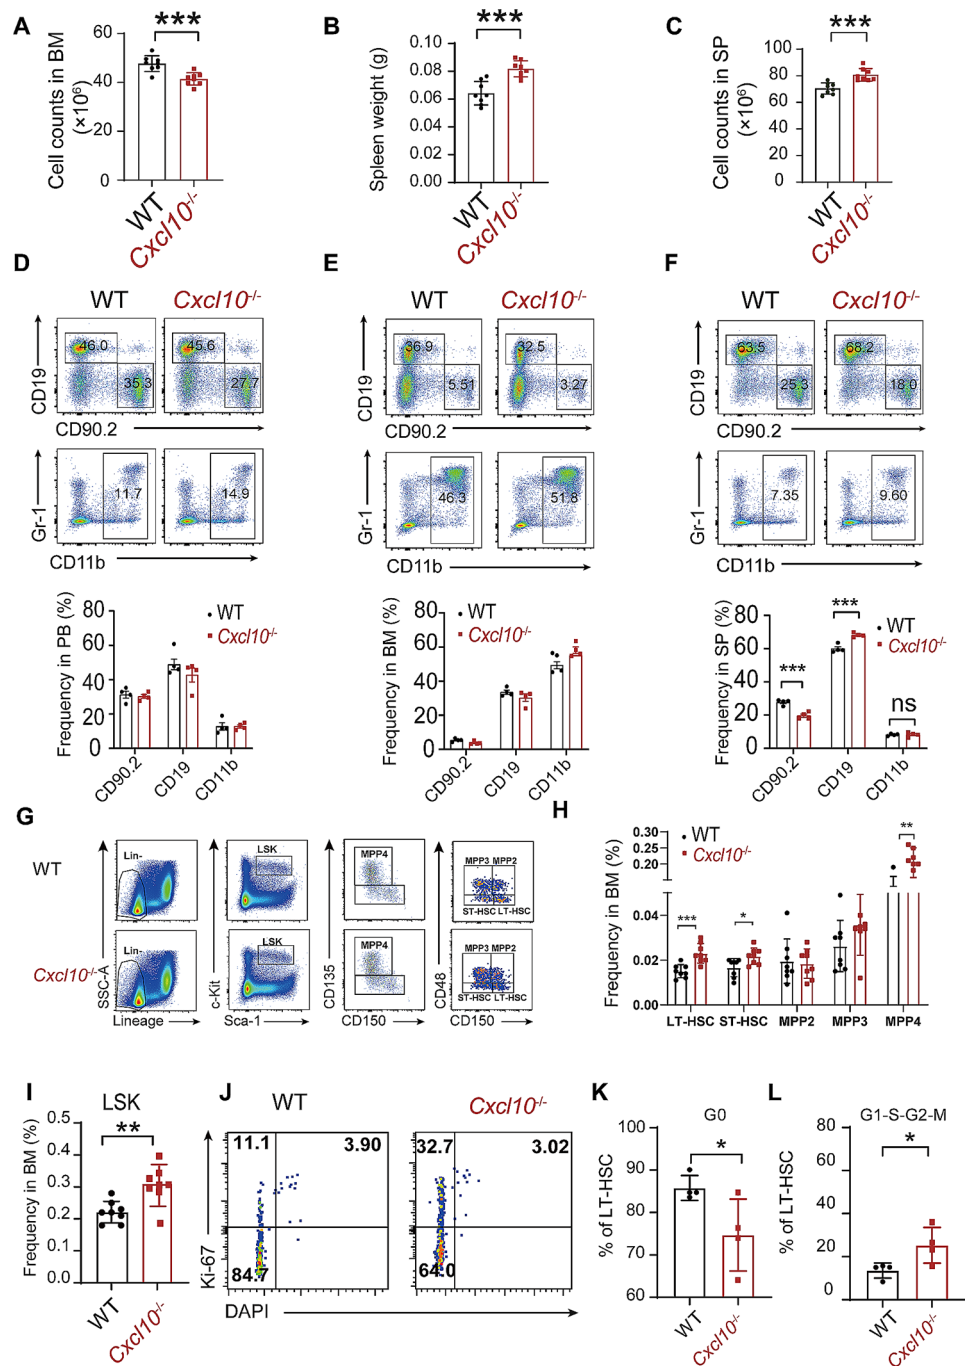 A
Cell counts in BM
(×10⁶)
60
40
20
0
***
WT
Cxcl10-/-
B
Spleen weight (g)
0.10
0.08
0.06
0.04
0.02
0.00
***
WT
Cxcl10-/-
C
Cell counts in SP
(×10⁶)
100
80
60
40
20
0
***
WT
Cxcl10-/-
D
WT
Cxcl10-/-
46.0
35.3
45.6
27.7
CD19
CD90.2
11.7
14.9
Gr-1
CD11b
Frequency in PB (%)
80
60
40
20
0
WT
Cxcl10-/-
CD90.2
CD19
CD11b
E
WT
Cxcl10-/-
36.9
5.51
32.5
3.27
CD19
CD90.2
46.3
51.8
Gr-1
CD11b
Frequency in BM (%)
80
60
40
20
0
WT
Cxcl10-/-
CD90.2
CD19
CD11b
F
WT
Cxcl10-/-
63.5
25.3
68.2
18.0
CD19
CD90.2
7.35
9.60
Gr-1
CD11b
Frequency in SP (%)
80
60
40
20
0
***
***
ns
WT
Cxcl10-/-
CD90.2
CD19
CD11b
G
WT
Cxcl10-/-
Lin-
LSK
MPP4
MPP3 MPP2
ST-HSC LT-HSC
Lin-
LSK
MPP4
MPP3 MPP2
ST-HSC LT-HSC
SSC-A
Lineage
c-Kit
Sca-1
CD135
CD150
CD48
CD150
H
Frequency in BM (%)
0.30
0.20
0.10
0.04
0.02
0.00
WT
Cxcl10-/-
***
*
**
LT-HSC
ST-HSC
MPP2
MPP3
MPP4
I
LSK
Frequency in BM (%)
0.5
0.4
0.3
0.2
0.1
0.0
**
WT
Cxcl10-/-
J
WT
Cxcl10-/-
11.1
3.90
84.7
32.7
3.02
64.0
Ki-67
DAPI
K
G0
% of LT-HSC
100
90
80
70
60
*
WT
Cxcl10-/-
L
G1-S-G2-M
% of LT-HSC
80
60
40
20
0
*
WT
Cxcl10-/-